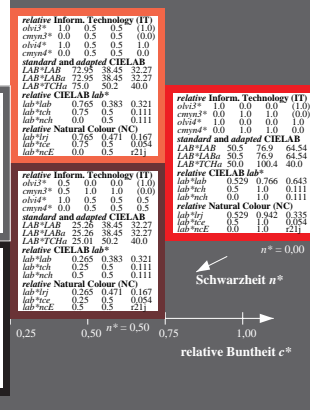 relative Inform. Technology (IT)
olvi3* 1.0 0.5 0.5 (1.0)
cmyn3* 0.0 0.5 0.5 (0.0)
olvi4* 1.0 0.5 0.5 1.0
cmyn4* 0.0 0.5 0.5 0.0
standard and adapted CIELAB
LAB*LAB 72.95 38.45 32.27
LAB*LABa 72.95 38.45 32.27
LAB*TCHa 75.0 50.2 40.0
relative CIELAB lab*
lab*lab 0.765 0.383 0.321
lab*tch 0.75 0.5 0.111
lab*nch 0.0 0.5 0.111
relative Natural Colour (NC)
lab*lrj 0.765 0.471 0.167
lab*tce 0.75 0.5 0.054
lab*ncE 0.0 0.5 r21j
relative Inform. Technology (IT)
olvi3* 1.0 0.0 0.0 (1.0)
cmyn3* 0.0 1.0 1.0 (0.0)
olvi4* 1.0 0.0 0.0 1.0
cmyn4* 0.0 1.0 1.0 0.0
standard and adapted CIELAB
LAB*LAB 50.5 76.9 64.54
LAB*LABa 50.5 76.9 64.54
LAB*TCHa 50.0 100.4 40.0
relative CIELAB lab*
lab*lab 0.529 0.766 0.643
lab*tch 0.5 1.0 0.111
lab*nch 0.0 1.0 0.111
relative Natural Colour (NC)
lab*lrj 0.529 0.942 0.335
lab*tce 0.5 1.0 0.054
lab*ncE 0.0 1.0 r21j
relative Inform. Technology (IT)
olvi3* 0.5 0.0 0.0 (1.0)
cmyn3* 0.5 1.0 1.0 (0.0)
olvi4* 1.0 0.5 0.5 0.5
cmyn4* 0.0 0.5 0.5 0.5
standard and adapted CIELAB
LAB*LAB 25.26 38.45 32.27
LAB*LABa 25.26 38.45 32.27
LAB*TCHa 25.01 50.2 40.0
relative CIELAB lab*
lab*lab 0.265 0.383 0.321
lab*tch 0.25 0.5 0.111
lab*nch 0.5 0.5 0.111
relative Natural Colour (NC)
lab*lrj 0.265 0.471 0.167
lab*tce 0.25 0.5 0.054
lab*ncE 0.5 0.5 r21j
n* = 0,00
Schwarzheit n*
n* = 0,50
0,25 0,50 0,75 1,00
relative Buntheit c*